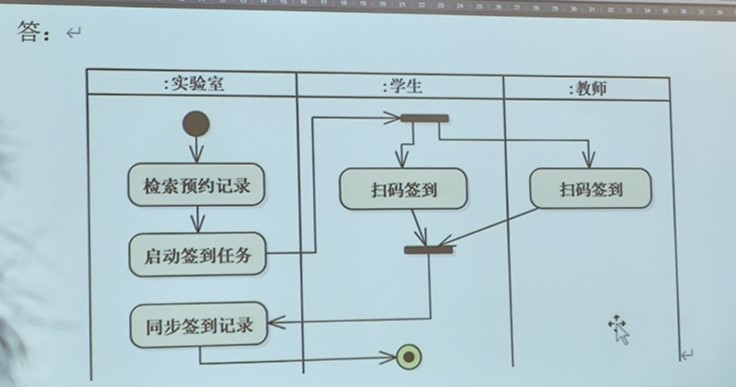 答：
:实验室
:学生
:教师
检索预约记录
扫码签到
扫码签到
启动签到任务
同步签到记录